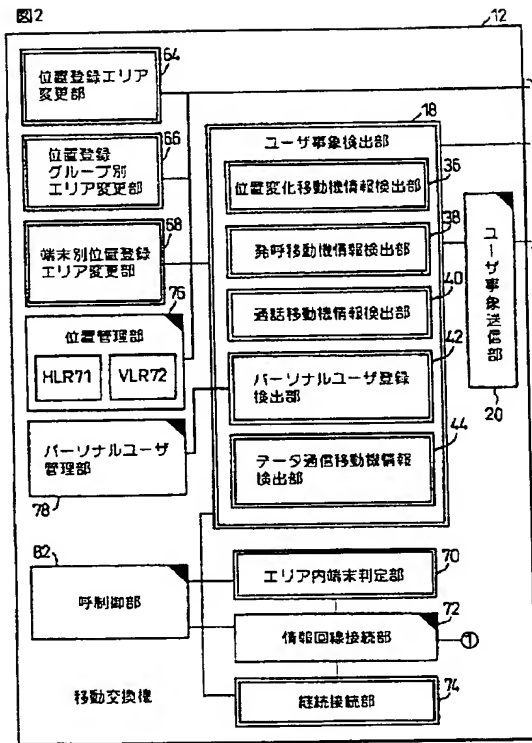 図2
12
位置登録エリア
変更部
64
位置登録
グループ別
エリア変更部
66
端末別位置登録
エリア変更部
68
位置管理部
76
HLR71
VLR72
パーソナルユーザ
管理部
78
呼制御部
82
移動交換機
18
ユーザ事象検出部
位置変化移動機情報検出部
36
発呼移動機情報検出部
38
通話移動機情報検出部
40
パーソナルユーザ登録
検出部
42
データ通信移動機情報
検出部
44
ユーザ事象送信部
20
エリア内端末判定部
70
情報回線接続部
72
①
継続接続部
74